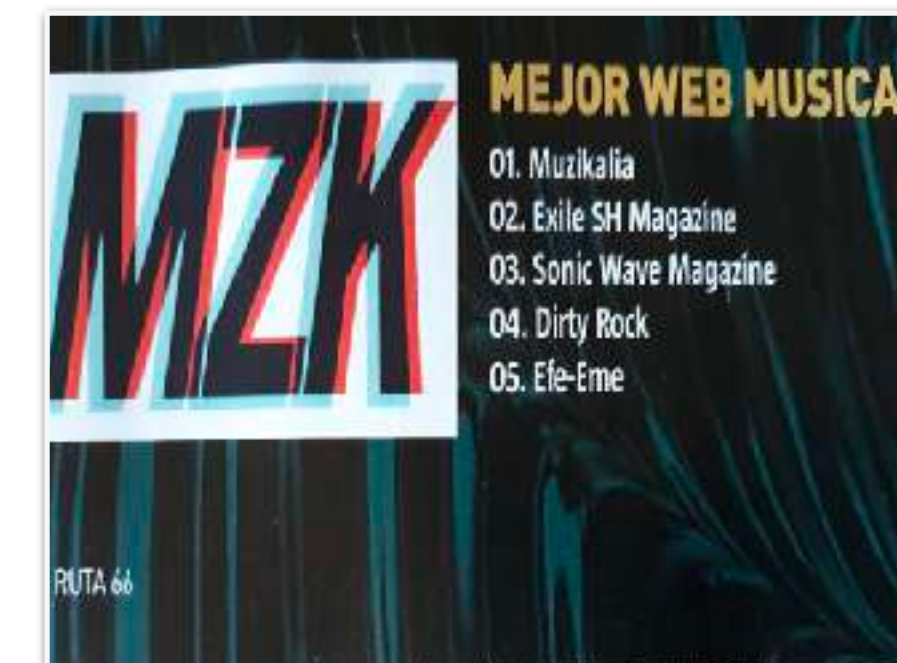 MZK
MEJOR WEB MUSICA
01. Muzikalia
02. Exile SH Magazine
03. Sonic Wave Magazine
04. Dirty Rock
05. Efe-Eme
RUTA 66